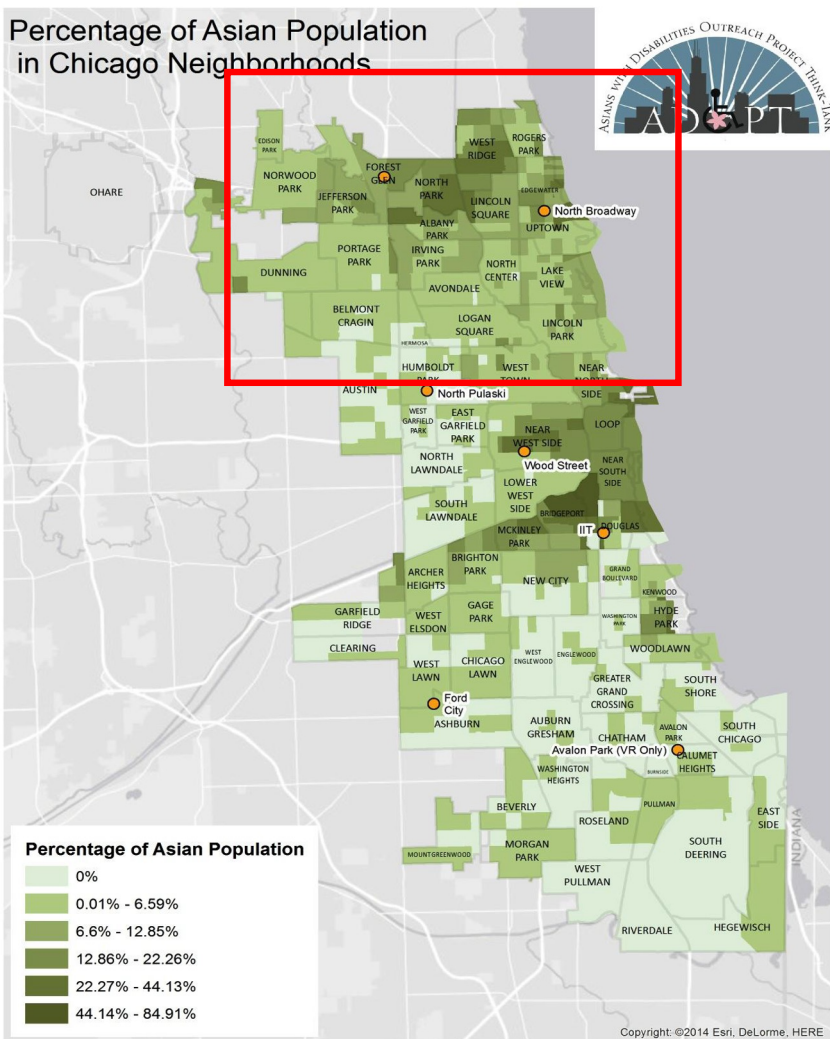 Percentage of Asian Population
in Chicago Neighborhoods
ASIANS WITH DISABILITIES OUTREACH PROJECT THINK-TANK
ADOPT
OHARE
EDISON
PARK
NORWOOD
PARK
FOREST
GLEN
JEFFERSON
PARK
NORTH
PARK
WEST
RIDGE
ROGERS
PARK
EDGEWATER
LINCOLN
SQUARE
North Broadway
UPTOWN
ALBANY
PARK
PORTAGE
PARK
IRVING
PARK
NORTH
CENTER
LAKE
VIEW
DUNNING
AVONDALE
BELMONT
CRAGIN
LOGAN
SQUARE
LINCOLN
PARK
HERMOSA
HUMBOLDT
PARK
WEST
TOWN
NEAR
NORTH
SIDE
AUSTIN
North Pulaski
WEST
GARFIELD
PARK
EAST
GARFIELD
PARK
NEAR
WEST SIDE
LOOP
Wood Street
NORTH
LAWNDALE
NEAR
SOUTH
SIDE
LOWER
WEST
SIDE
SOUTH
LAWNDALE
BRIDGEPORT
IIT
DOUGLAS
MCKINLEY
PARK
BRIGHTON
PARK
ARCHER
HEIGHTS
NEW CITY
GRAND
BOULEVARD
KENWOOD
GARFIELD
RIDGE
WEST
ELSDON
GAGE
PARK
WASHINGTON
PARK
HYDE
PARK
CLEARING
WEST
LAWN
CHICAGO
LAWN
WEST
ENGLEWOOD
ENGLEWOOD
WOODLAWN
GREATER
GRAND
CROSSING
SOUTH
SHORE
Ford
City
ASHBURN
AUBURN
GRESHAM
CHATHAM
AVALON
PARK
SOUTH
CHICAGO
Avalon Park (VR Only)
CALUMET
HEIGHTS
WASHINGTON
HEIGHTS
BURNSIDE
BEVERLY
PULLMAN
ROSELAND
EAST
SIDE
MOUNT GREENWOOD
MORGAN
PARK
SOUTH
DEERING
INDIANA
WEST
PULLMAN
RIVERDALE
HEGEWISCH
Percentage of Asian Population
0%
0.01% - 6.59%
6.6% - 12.85%
12.86% - 22.26%
22.27% - 44.13%
44.14% - 84.91%
Copyright: ©2014 Esri, DeLorme, HERE